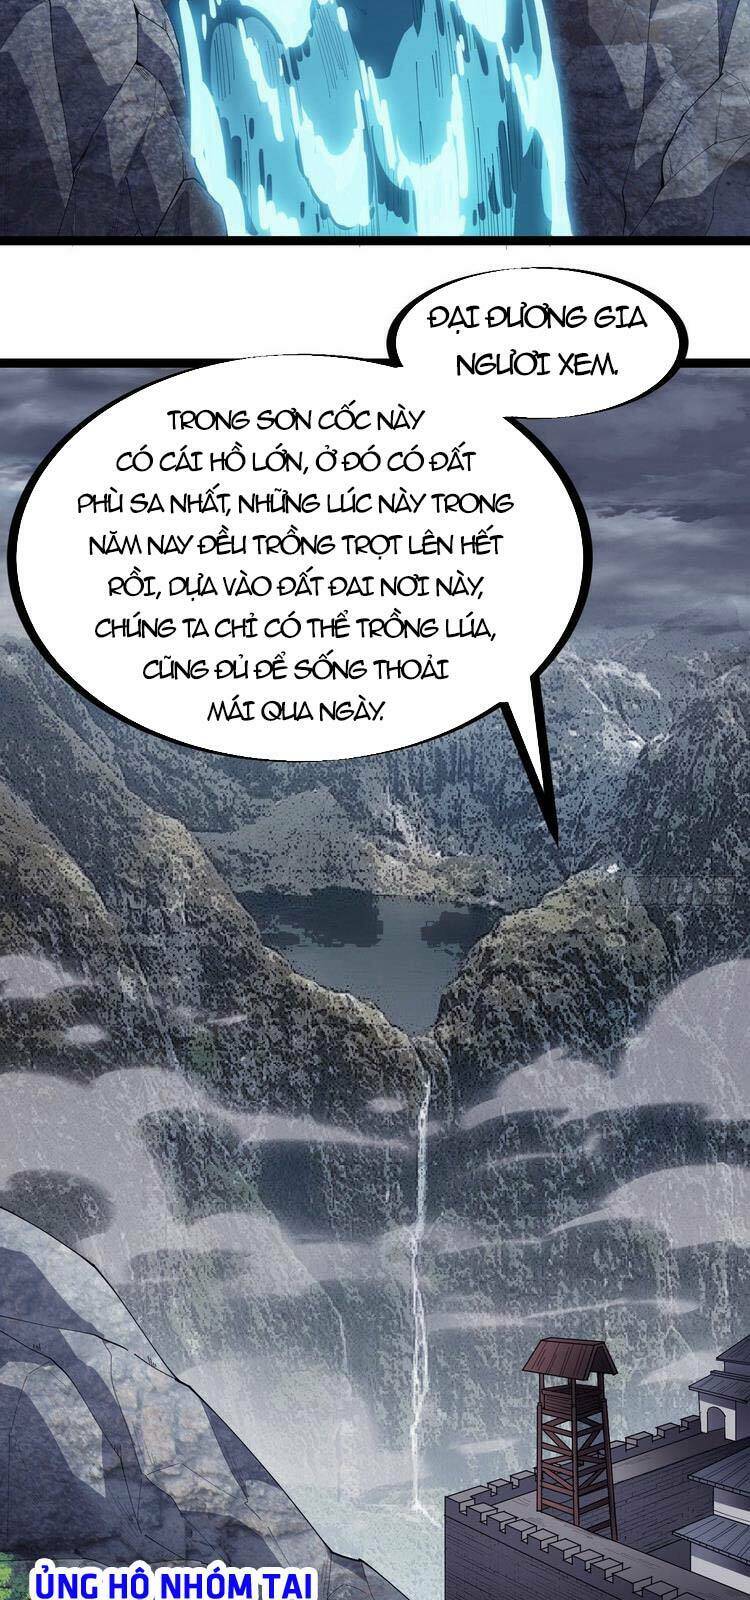 ĐẠI ĐƯƠNG GIA
NGƯƠI XEM.
TRONG SƠN CỐC NÀY
CÓ CÁI HỒ LỚN, Ở ĐÓ CÓ ĐẤT
PHÙ SA NHẤT, NHỮNG LÚC NÀY TRONG
NĂM NAY ĐỀU TRỒNG TRỌT LÊN HẾT
RỒI, DỰA VÀO ĐẤT ĐAI NƠI NÀY,
CHÚNG TA CHỈ CÓ THỂ TRỒNG LÚA,
CŨNG ĐỦ ĐỂ SỐNG THOẢI
MÁI QUA NGÀY.
ỦNG HỘ NHÓM TẠI